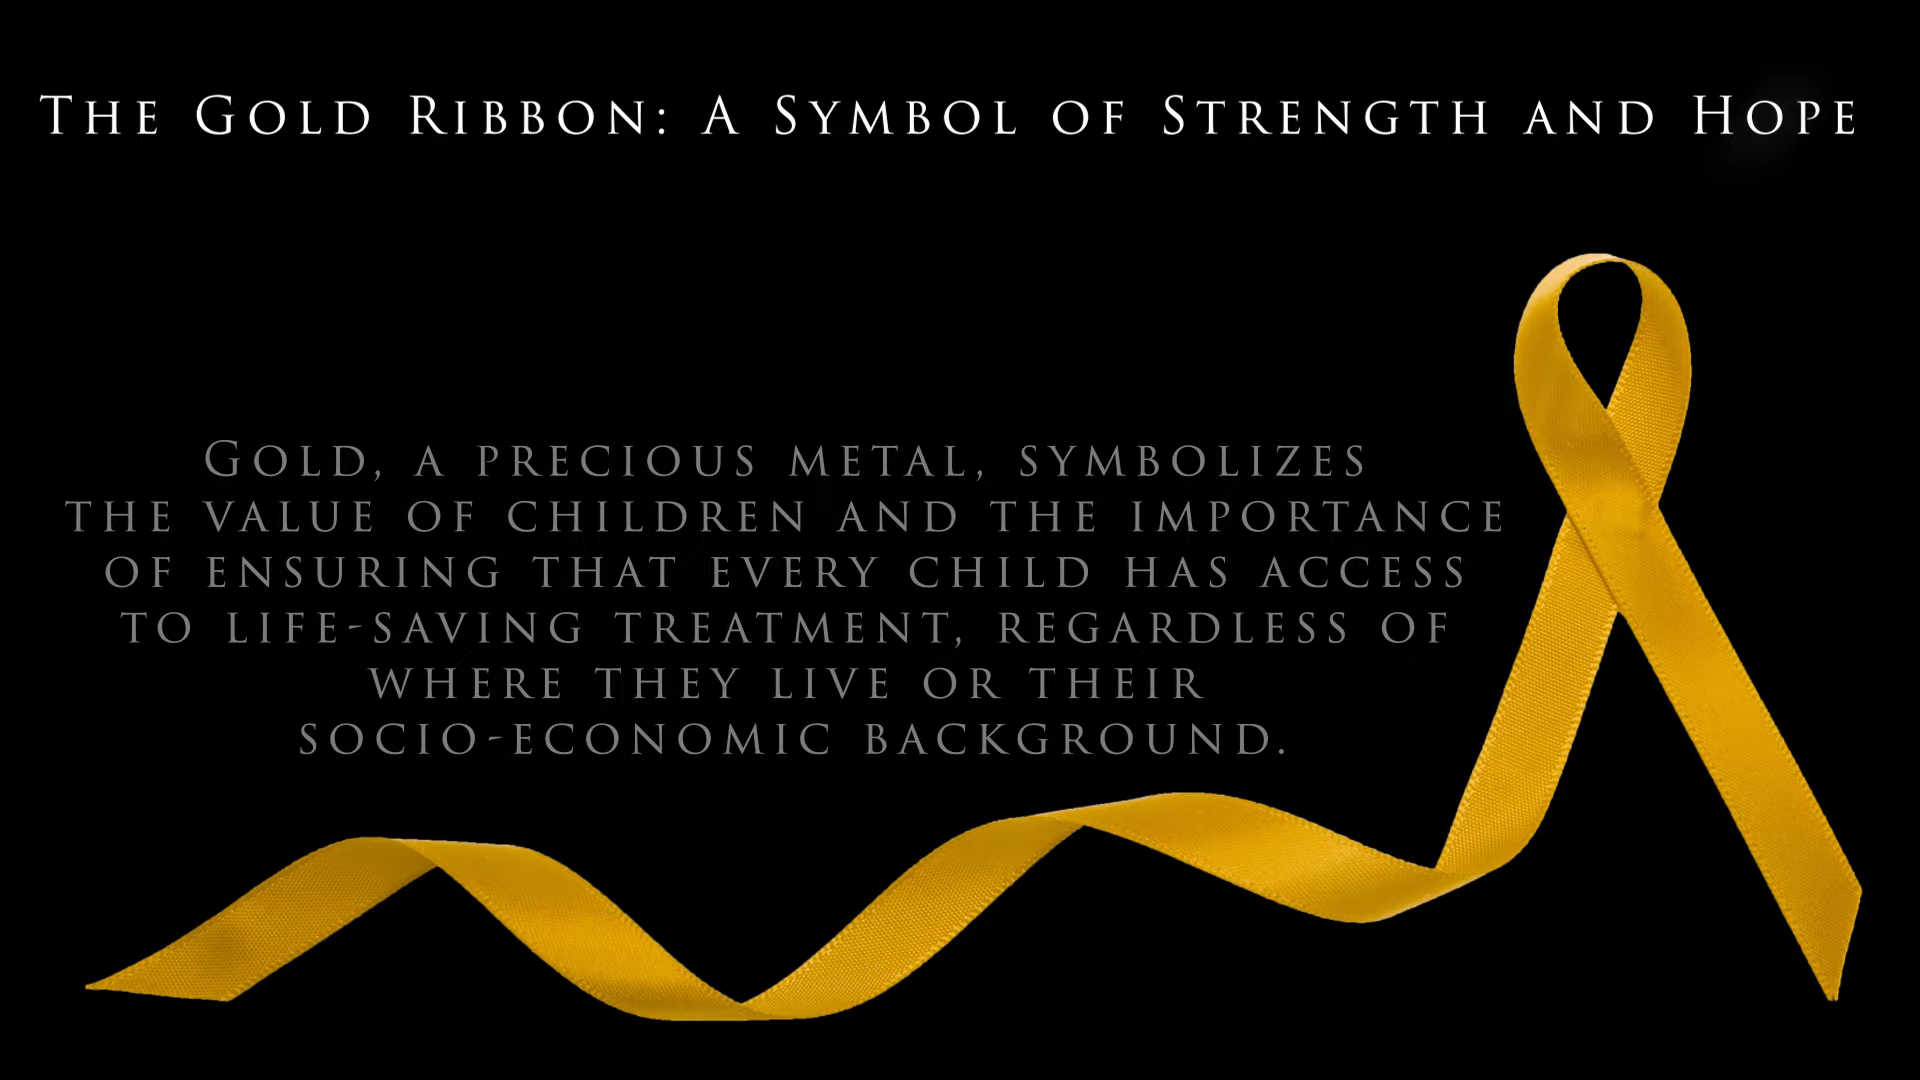 The Gold Ribbon: A Symbol of Strength and Hope
Gold, a precious metal, symbolizes
the value of children and the importance
of ensuring that every child has access
to life-saving treatment, regardless of
where they live or their
socio-economic background.